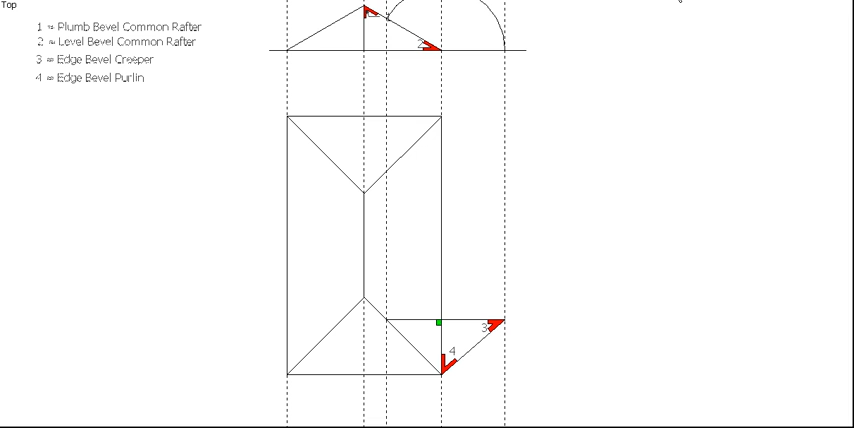 Top
1 = Plumb Bevel Common Rafter
2 = Level Bevel Common Rafter
3 = Edge Bevel Creeper
4 = Edge Bevel Purlin
1
2
3
4